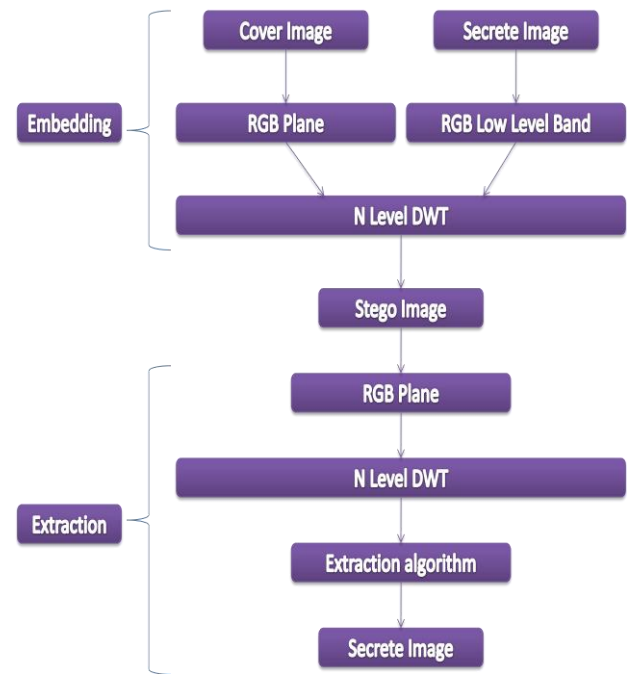 Cover Image
Secrete Image
Embedding
RGB Plane
RGB Low Level Band
N Level DWT
Stego Image
RGB Plane
N Level DWT
Extraction
Extraction algorithm
Secrete Image